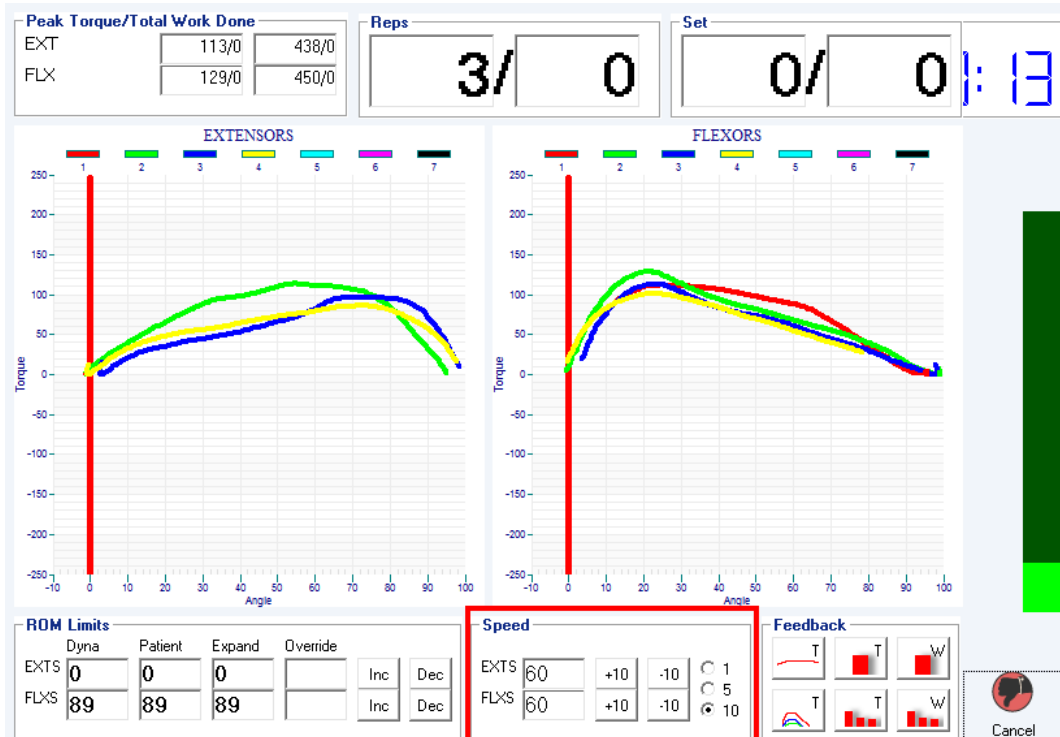 Peak Torque/Total Work Done
EXT 113/0 438/0
FLX 129/0 450/0
Reps
3/ 0
Set
0/ 0
:13
EXTENSORS
1 2 3 4 5 6 7
250
200
150
100
50
0
-50
-100
-150
-200
-250
Torque
-10 0 10 20 30 40 50 60 70 80 90 100
Angle
FLEXORS
1 2 3 4 5 6 7
250
200
150
100
50
0
-50
-100
-150
-200
-250
Torque
-10 0 10 20 30 40 50 60 70 80 90 100
Angle
ROM Limits
Dyna Patient Expand Override
EXTS 0 0 0 Inc Dec
FLXS 89 89 89 Inc Dec
Speed
EXTS 60 +10 -10
FLXS 60 +10 -10
1
5
10
Feedback
T T W
T T W
Cancel